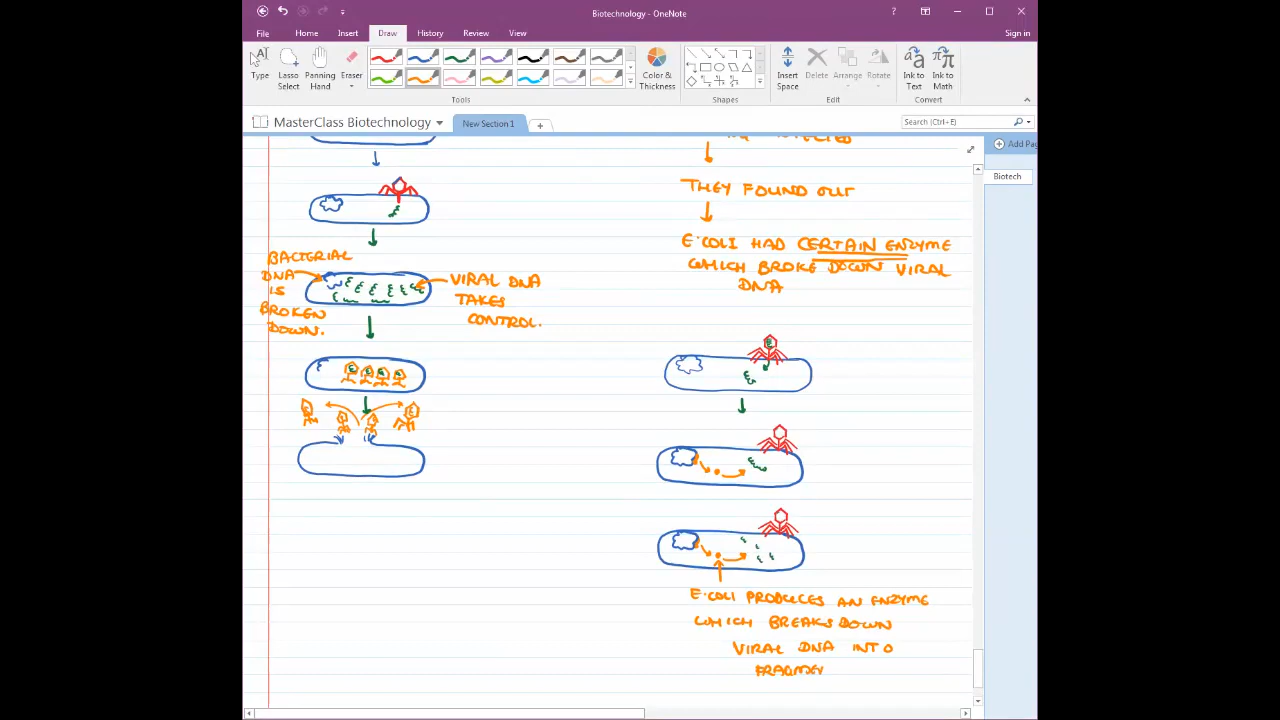 Biotechnology - OneNote
?
File
Home
Insert
Draw
History
Review
View
Sign in
Type
Lasso Select
Panning Hand
Eraser
Color & Thickness
Insert Space
Delete
Arrange
Rotate
Ink to Text
Ink to Math
Tools
Shapes
Edit
Convert
MasterClass Biotechnology
New Section 1
Search (Ctrl+E)
Add Pag
Biotech
THEY FOUND OUT
E.COLI HAD CERTAIN ENZYME
WHICH BROKE DOWN VIRAL
DNA
BACTERIAL
DNA
IS
BROKEN
DOWN.
VIRAL DNA
TAKES
CONTROL.
E.COLI PRODUCES AN ENZYME
WHICH BREAKS DOWN
VIRAL DNA INTO
FRAGMEN